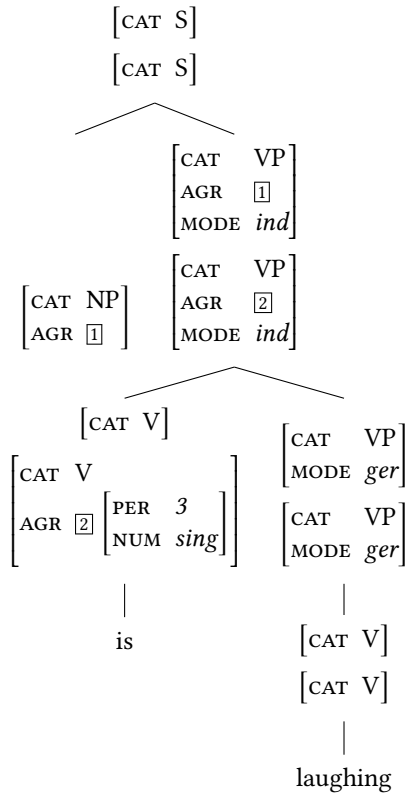 [CAT S]
[CAT S]
[CAT VP
AGR 1
MODE ind]
[CAT NP
AGR 1]
[CAT VP
AGR 2
MODE ind]
[CAT V]
[CAT V
AGR 2 [PER 3
NUM sing]]
is
[CAT VP
MODE ger]
[CAT VP
MODE ger]
[CAT V]
[CAT V]
laughing